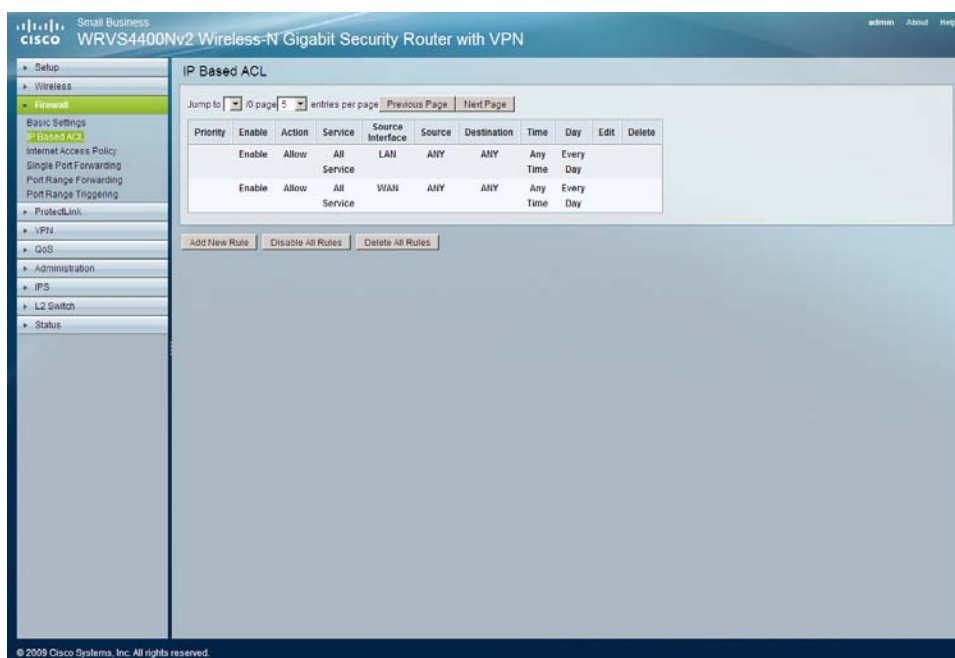 Small Business
CISCO WRVS4400Nv2 Wireless-N Gigabit Security Router with VPN
admin About Help
Setup
Wireless
Firewall
Basic Settings
IP Based ACL
Internet Access Policy
Single Port Forwarding
Port Range Forwarding
Port Range Triggering
ProtectLink
VPN
QoS
Administration
IPS
L2 Switch
Status
IP Based ACL
Jump to /0 page 5 entries per page Previous Page Next Page
Priority Enable Action Service Source Interface Source Destination Time Day Edit Delete
Enable Allow All Service LAN ANY ANY Any Time Every Day
Enable Allow All Service WAN ANY ANY Any Time Every Day
Add New Rule Disable All Rules Delete All Rules
© 2009 Cisco Systems, Inc. All rights reserved.